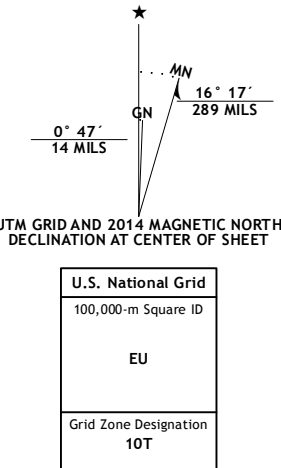 MN
GN
16° 17´
289 MILS
0° 47´
14 MILS
UTM GRID AND 2014 MAGNETIC NORTH
DECLINATION AT CENTER OF SHEET
U.S. National Grid
100,000-m Square ID
EU
Grid Zone Designation
10T